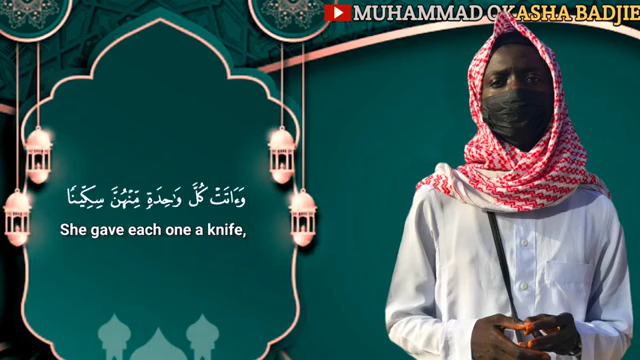 MUHAMMAD OKASHA BADJIE
وَءَاتَتْ كُلَّ وَٰحِدَةٍ مِّنْهُنَّ سِكِّينًا
She gave each one a knife,